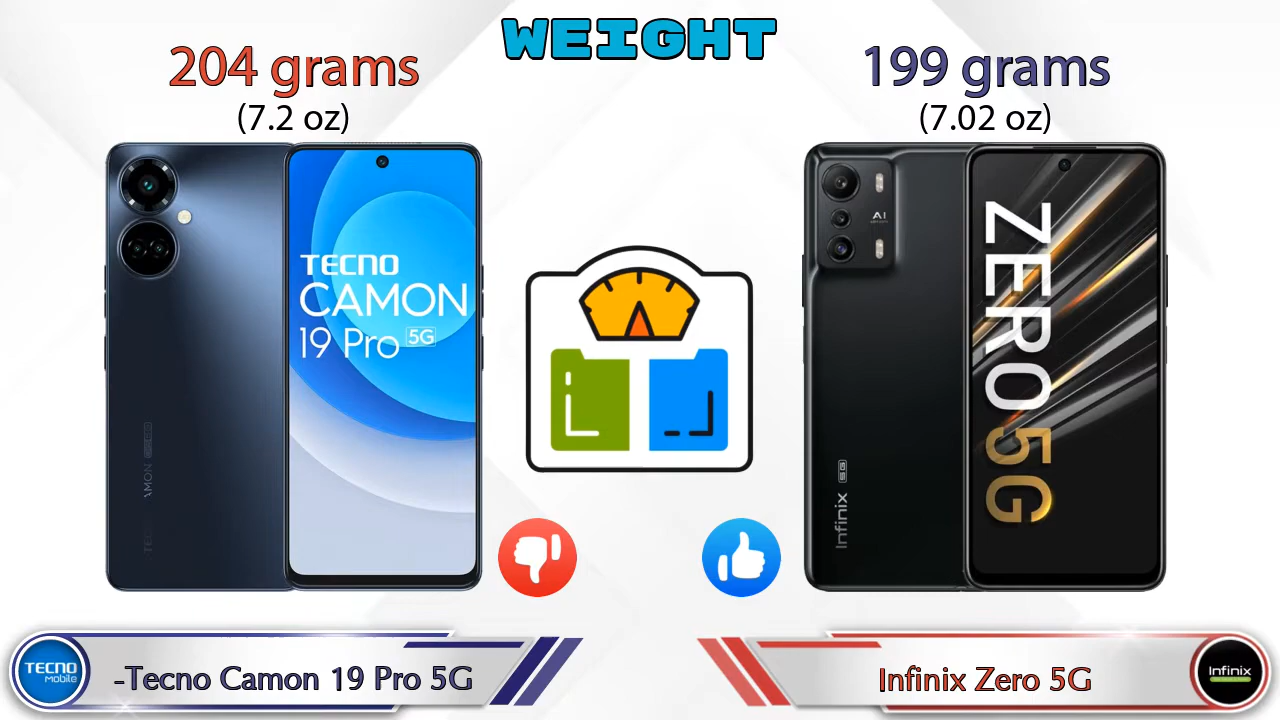 WEIGHT
204 grams
(7.2 oz)
199 grams
(7.02 oz)
TECNO
CAMON
19 Pro 5G
AI
ZERO5G
Infinix 5G
TECNO
mobile
-Tecno Camon 19 Pro 5G
Infinix Zero 5G
Infinix